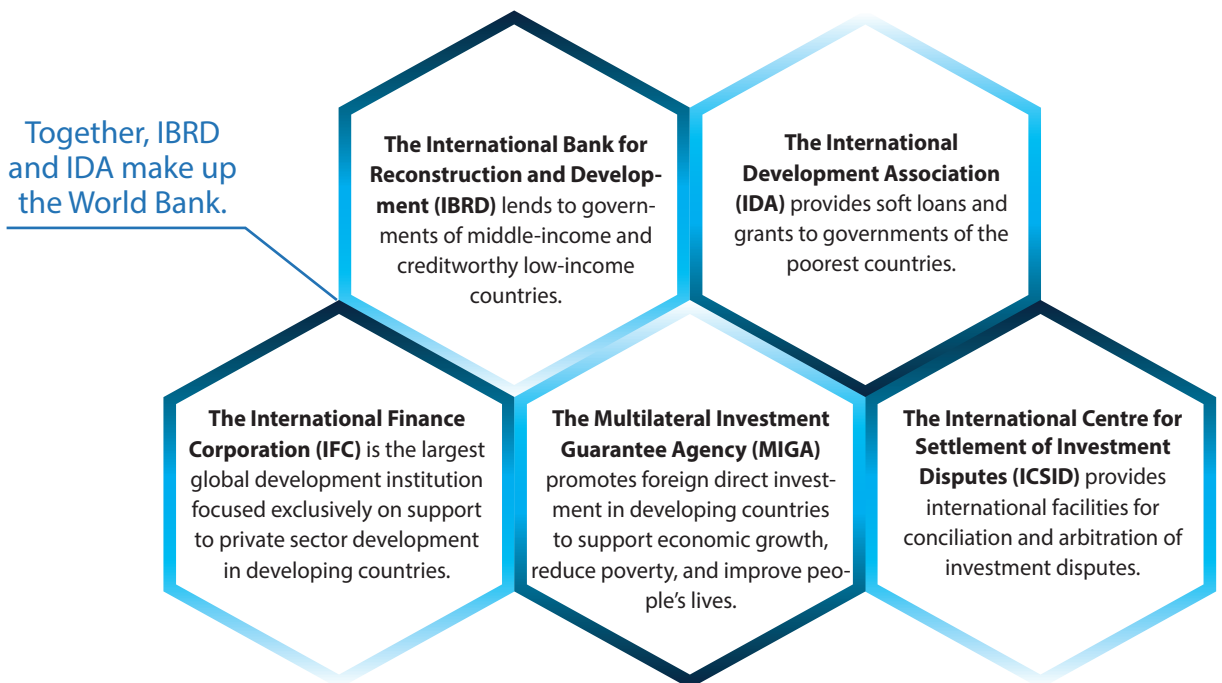 Together, IBRD
and IDA make up
the World Bank.
The International Bank for
Reconstruction and Develop-
ment (IBRD) lends to govern-
ments of middle-income and
creditworthy low-income
countries.
The International
Development Association
(IDA) provides soft loans and
grants to governments of the
poorest countries.
The International Finance
Corporation (IFC) is the largest
global development institution
focused exclusively on support
to private sector development
in developing countries.
The Multilateral Investment
Guarantee Agency (MIGA)
promotes foreign direct invest-
ment in developing countries
to support economic growth,
reduce poverty, and improve peo-
ple’s lives.
The International Centre for
Settlement of Investment
Disputes (ICSID) provides
international facilities for
conciliation and arbitration of
investment disputes.